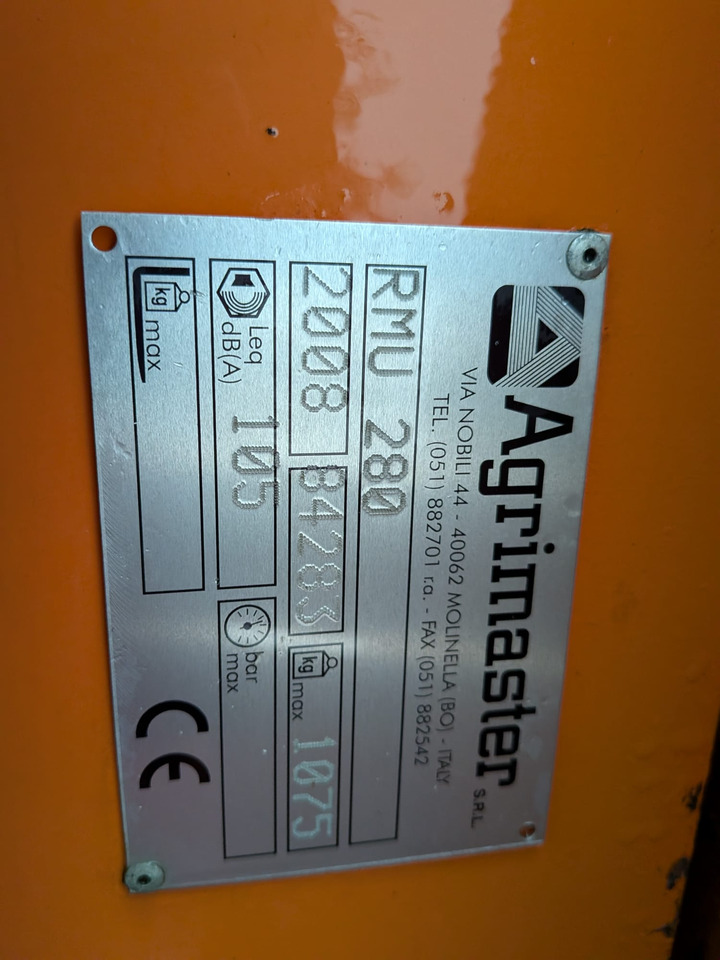 Agrimaster S.R.L.
VIA NOBILI 44 - 40062 MOLINELLA (BO) - ITALY
TEL. (051) 882701 r.a. - FAX (051) 882542
RMU 280
2008 84283 kg max 1075
Leq dB(A) 105 bar max
kg max
CE